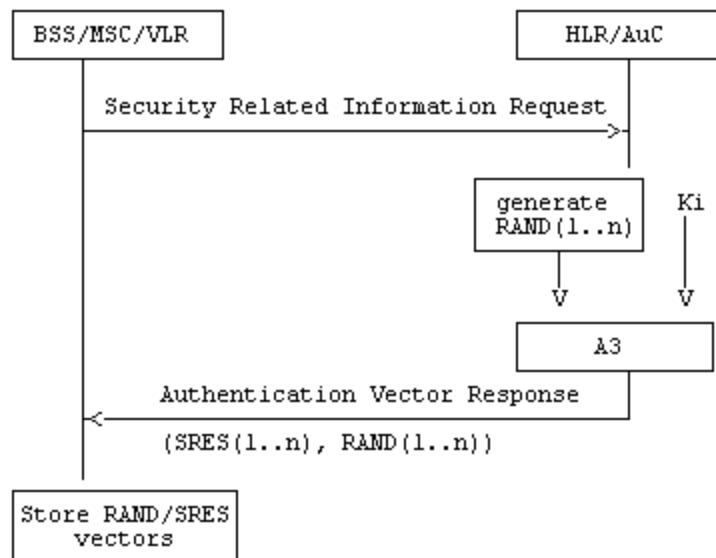 BSS/MSC/VLR
HLR/AuC
Security Related Information Request
generate
RAND(1..n)
Ki
V
V
A3
Authentication Vector Response
(SRES(1..n), RAND(1..n))
Store RAND/SRES
vectors